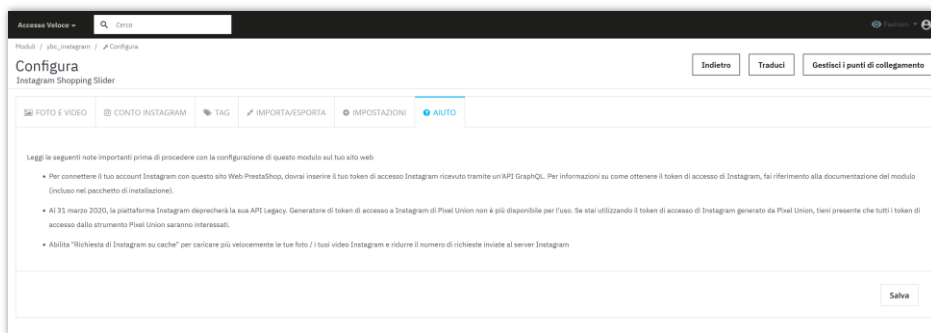 Accesso Veloce
Cerca
Fashion
Moduli / ybc_instagram / Configura
Configura
Instagram Shopping Slider
Indietro
Traduci
Gestisci i punti di collegamento
FOTO E VIDEO
CONTO INSTAGRAM
TAG
IMPORTA/ESPORTA
IMPOSTAZIONI
AIUTO
Leggi le seguenti note importanti prima di procedere con la configurazione di questo modulo sul tuo sito web
• Per connettere il tuo account Instagram con questo sito Web PrestaShop, dovrai inserire il tuo token di accesso Instagram ricevuto tramite un'API GraphQL. Per informazioni su come ottenere il token di accesso di Instagram, fai riferimento alla documentazione del modulo
(incluso nel pacchetto di installazione).
• Al 31 marzo 2020, la piattaforma Instagram deprecherà la sua API Legacy. Generatore di token di accesso a Instagram di Pixel Union non è più disponibile per l'uso. Se stai utilizzando il token di accesso di Instagram generato da Pixel Union, tieni presente che tutti i token di
accesso dallo strumento Pixel Union saranno interessati.
• Abilita "Richiesta di Instagram su cache" per caricare più velocemente le tue foto / i tuoi video Instagram e ridurre il numero di richieste inviate al server Instagram
Salva